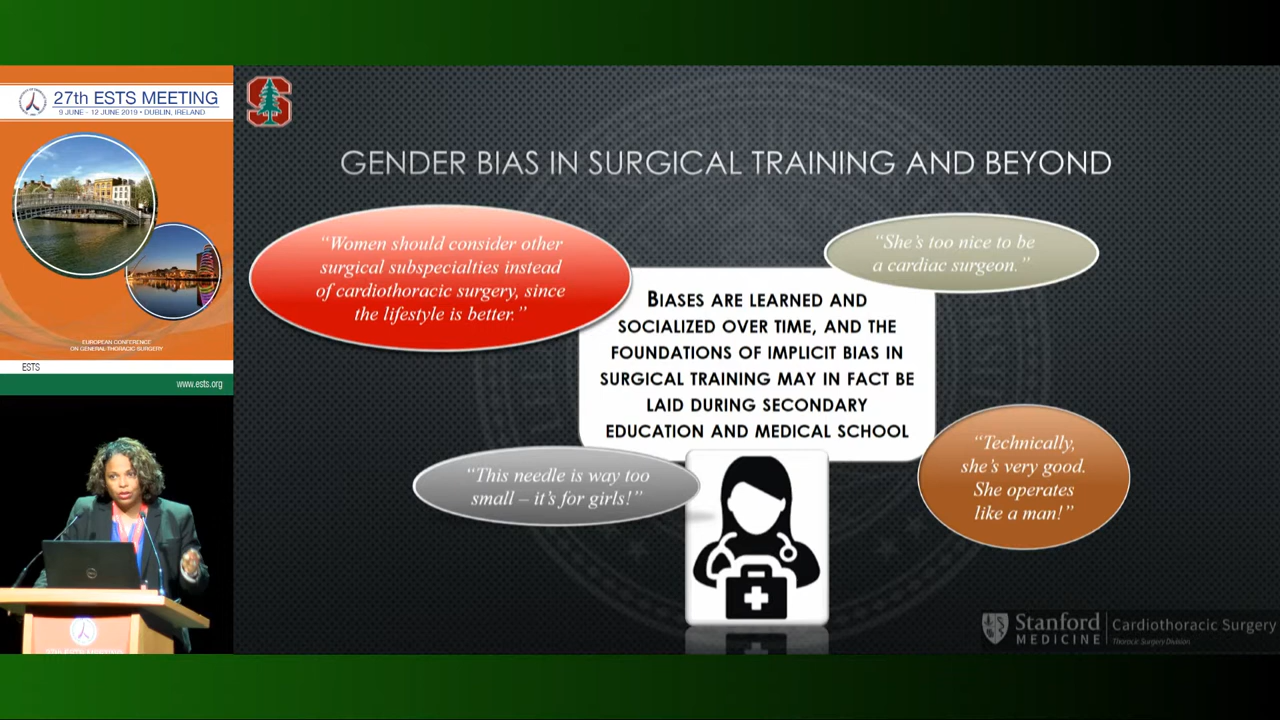 27th ESTS MEETING
9 JUNE - 12 JUNE 2019 • DUBLIN, IRELAND
EUROPEAN CONFERENCE
ON GENERAL THORACIC SURGERY
ESTS
www.ests.org
GENDER BIAS IN SURGICAL TRAINING AND BEYOND
“Women should consider other
surgical subspecialties instead
of cardiothoracic surgery, since
the lifestyle is better.”
“She’s too nice to be
a cardiac surgeon.”
BIASES ARE LEARNED AND
SOCIALIZED OVER TIME, AND THE
FOUNDATIONS OF IMPLICIT BIAS IN
SURGICAL TRAINING MAY IN FACT BE
LAID DURING SECONDARY
EDUCATION AND MEDICAL SCHOOL
“This needle is way too
small – it’s for girls!”
“Technically,
she’s very good.
She operates
like a man!”
Stanford
MEDICINE
Cardiothoracic Surgery
Thoracic Surgery Division